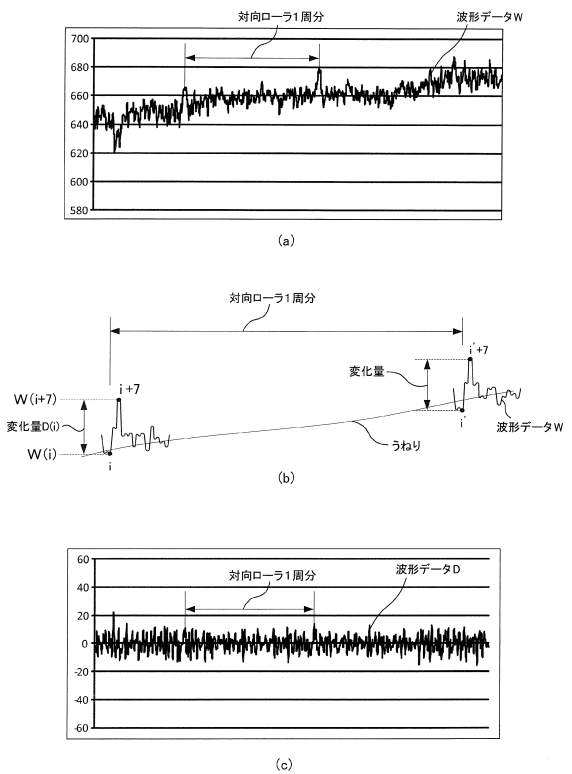 対向ローラ1周分
波形データW
700
680
660
640
620
600
580
(a)
対向ローラ1周分
i'+7
変化量
W(i+7)
i+7
変化量D(i)
i'
波形データW
うねり
W(i)
i
(b)
60
対向ローラ1周分
波形データD
40
20
0
-20
-40
-60
(c)